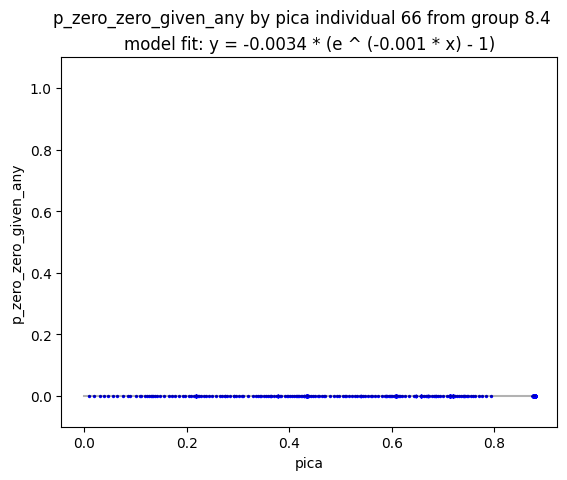 p_zero_zero_given_any by pica individual 66 from group 8.4
model fit: y = -0.0034 * (e ^ (-0.001 * x) - 1)
1.0
0.8
0.6
0.4
0.2
0.0
p_zero_zero_given_any
0.0 0.2 0.4 0.6 0.8
pica